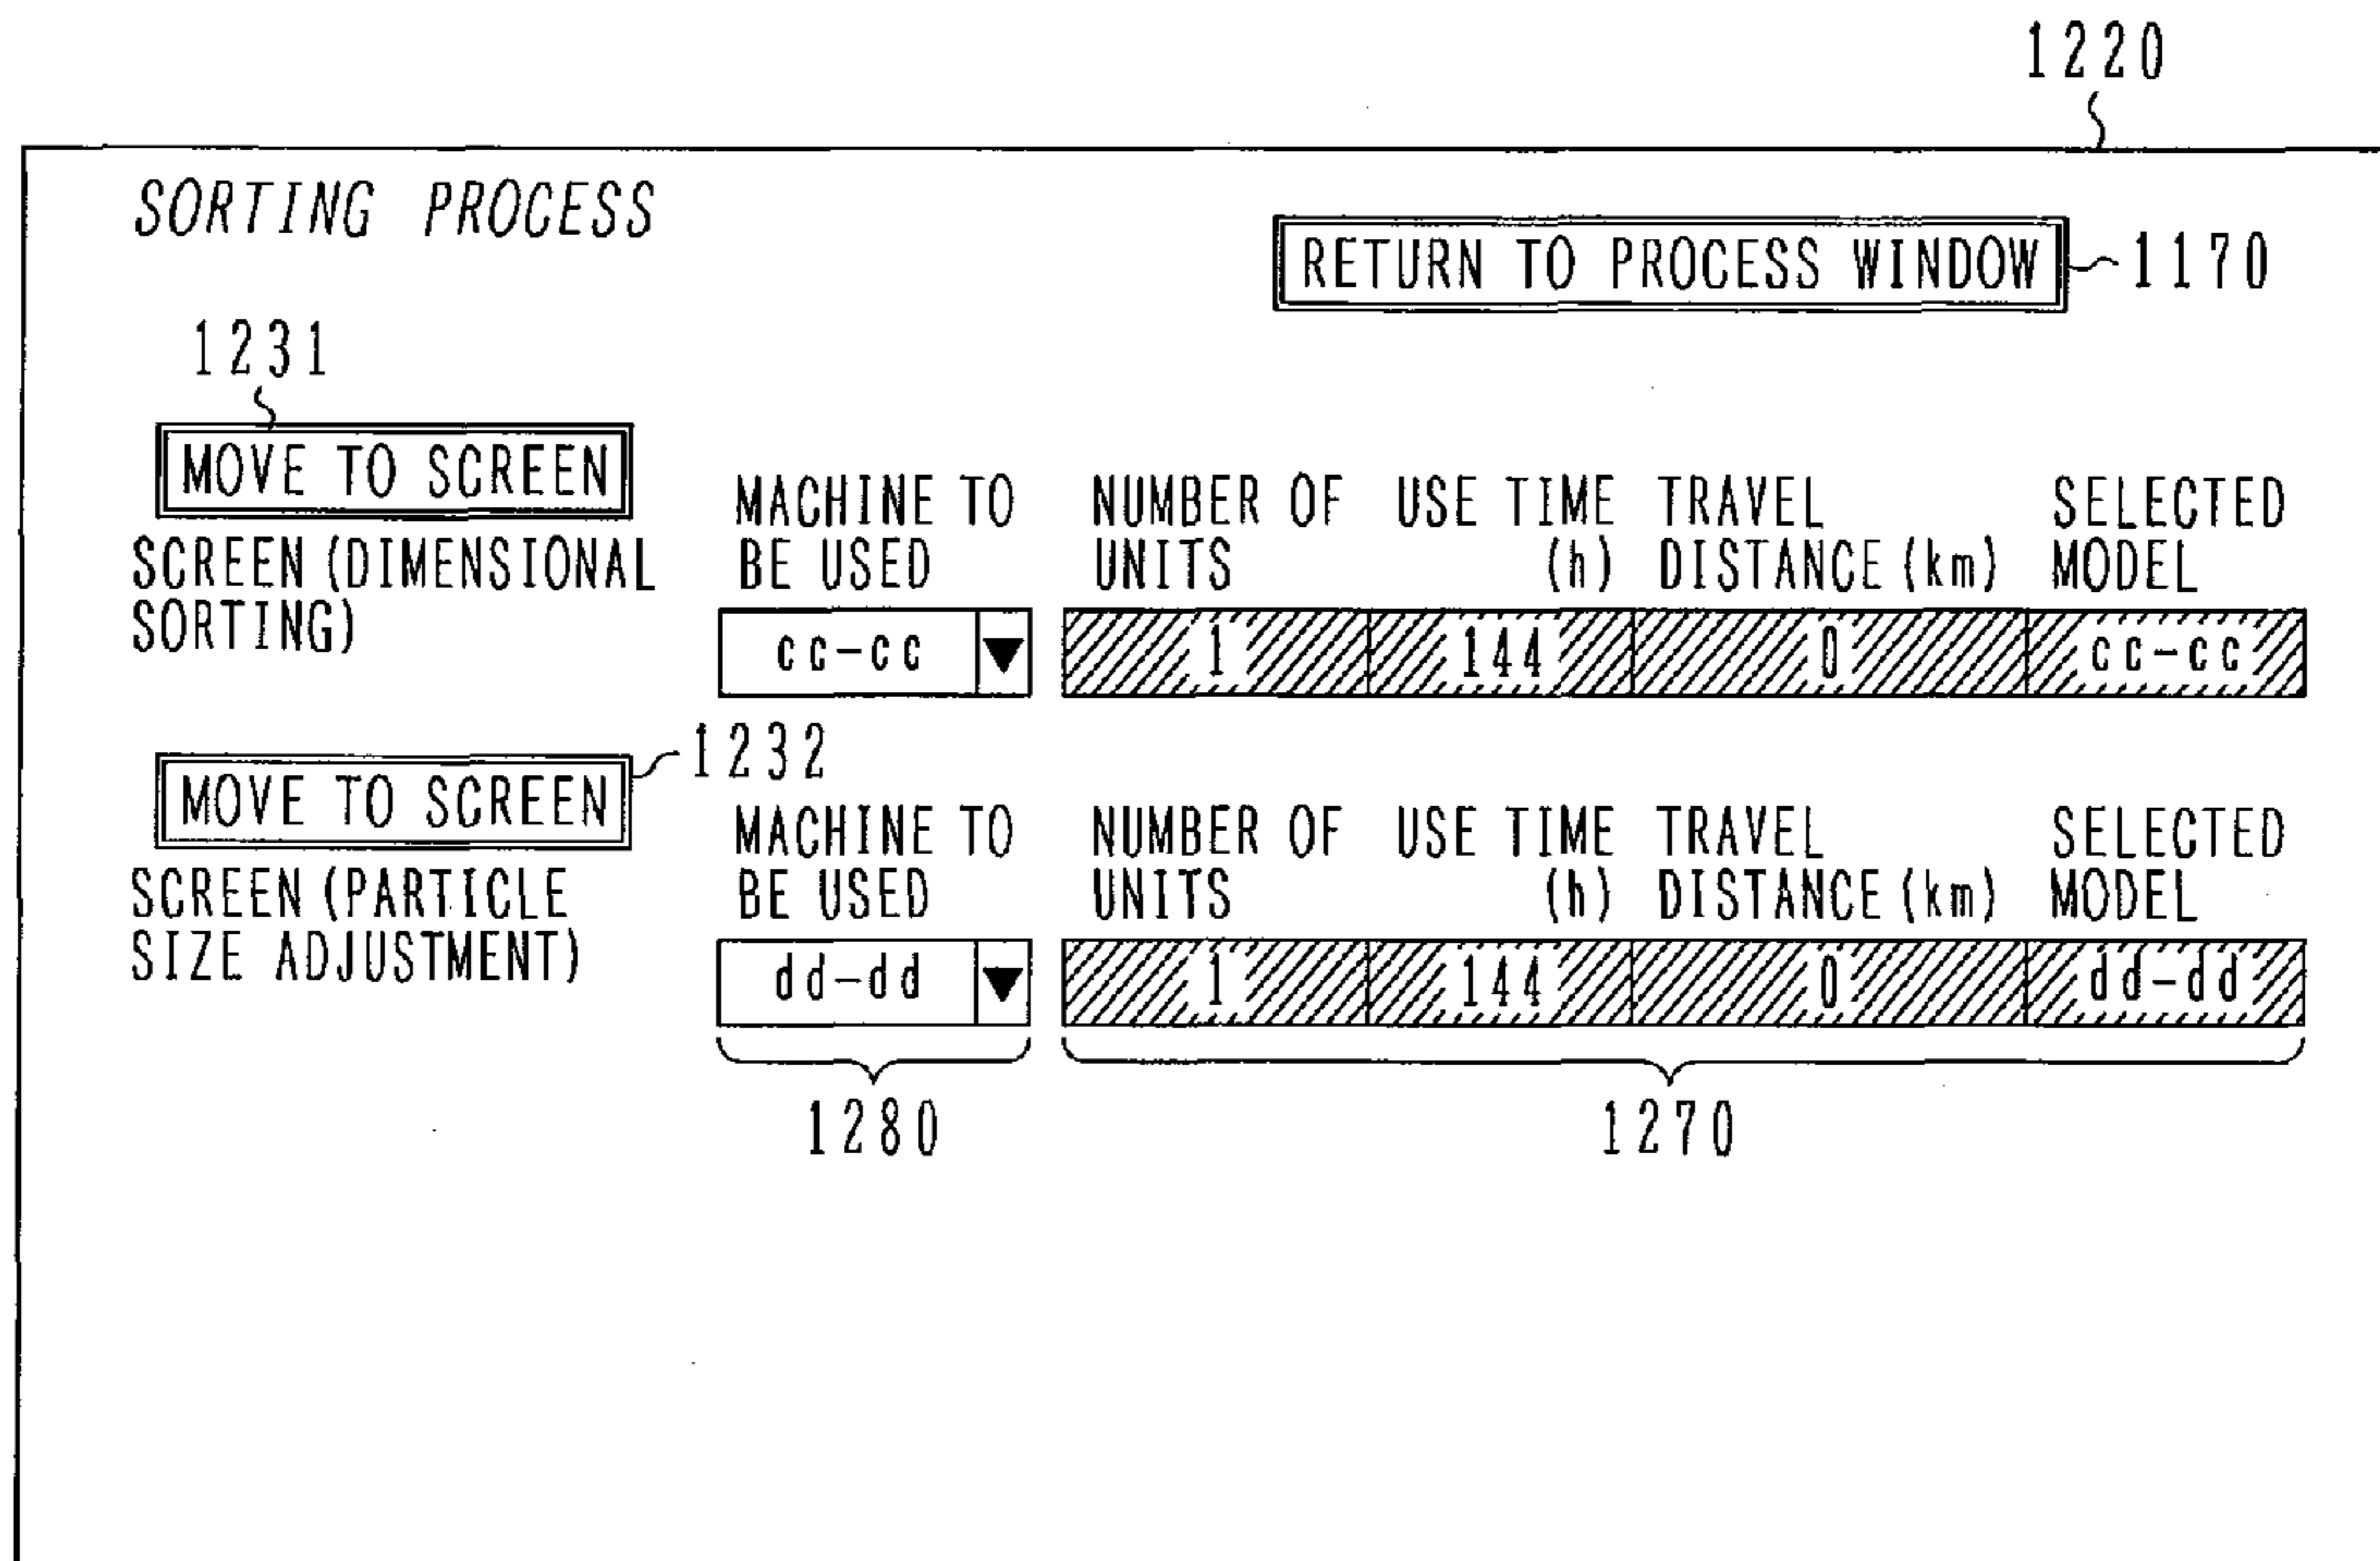 1220
SORTING PROCESS
RETURN TO PROCESS WINDOW
1170
1231
MOVE TO SCREEN
SCREEN (DIMENSIONAL
SORTING)
MACHINE TO NUMBER OF USE TIME TRAVEL SELECTED
BE USED UNITS (h) DISTANCE (km) MODEL
cc-cc ▼ 1 144 0 cc-cc
1232
MOVE TO SCREEN
SCREEN (PARTICLE
SIZE ADJUSTMENT)
MACHINE TO NUMBER OF USE TIME TRAVEL SELECTED
BE USED UNITS (h) DISTANCE (km) MODEL
dd-dd ▼ 1 144 0 dd-dd
1280 1270